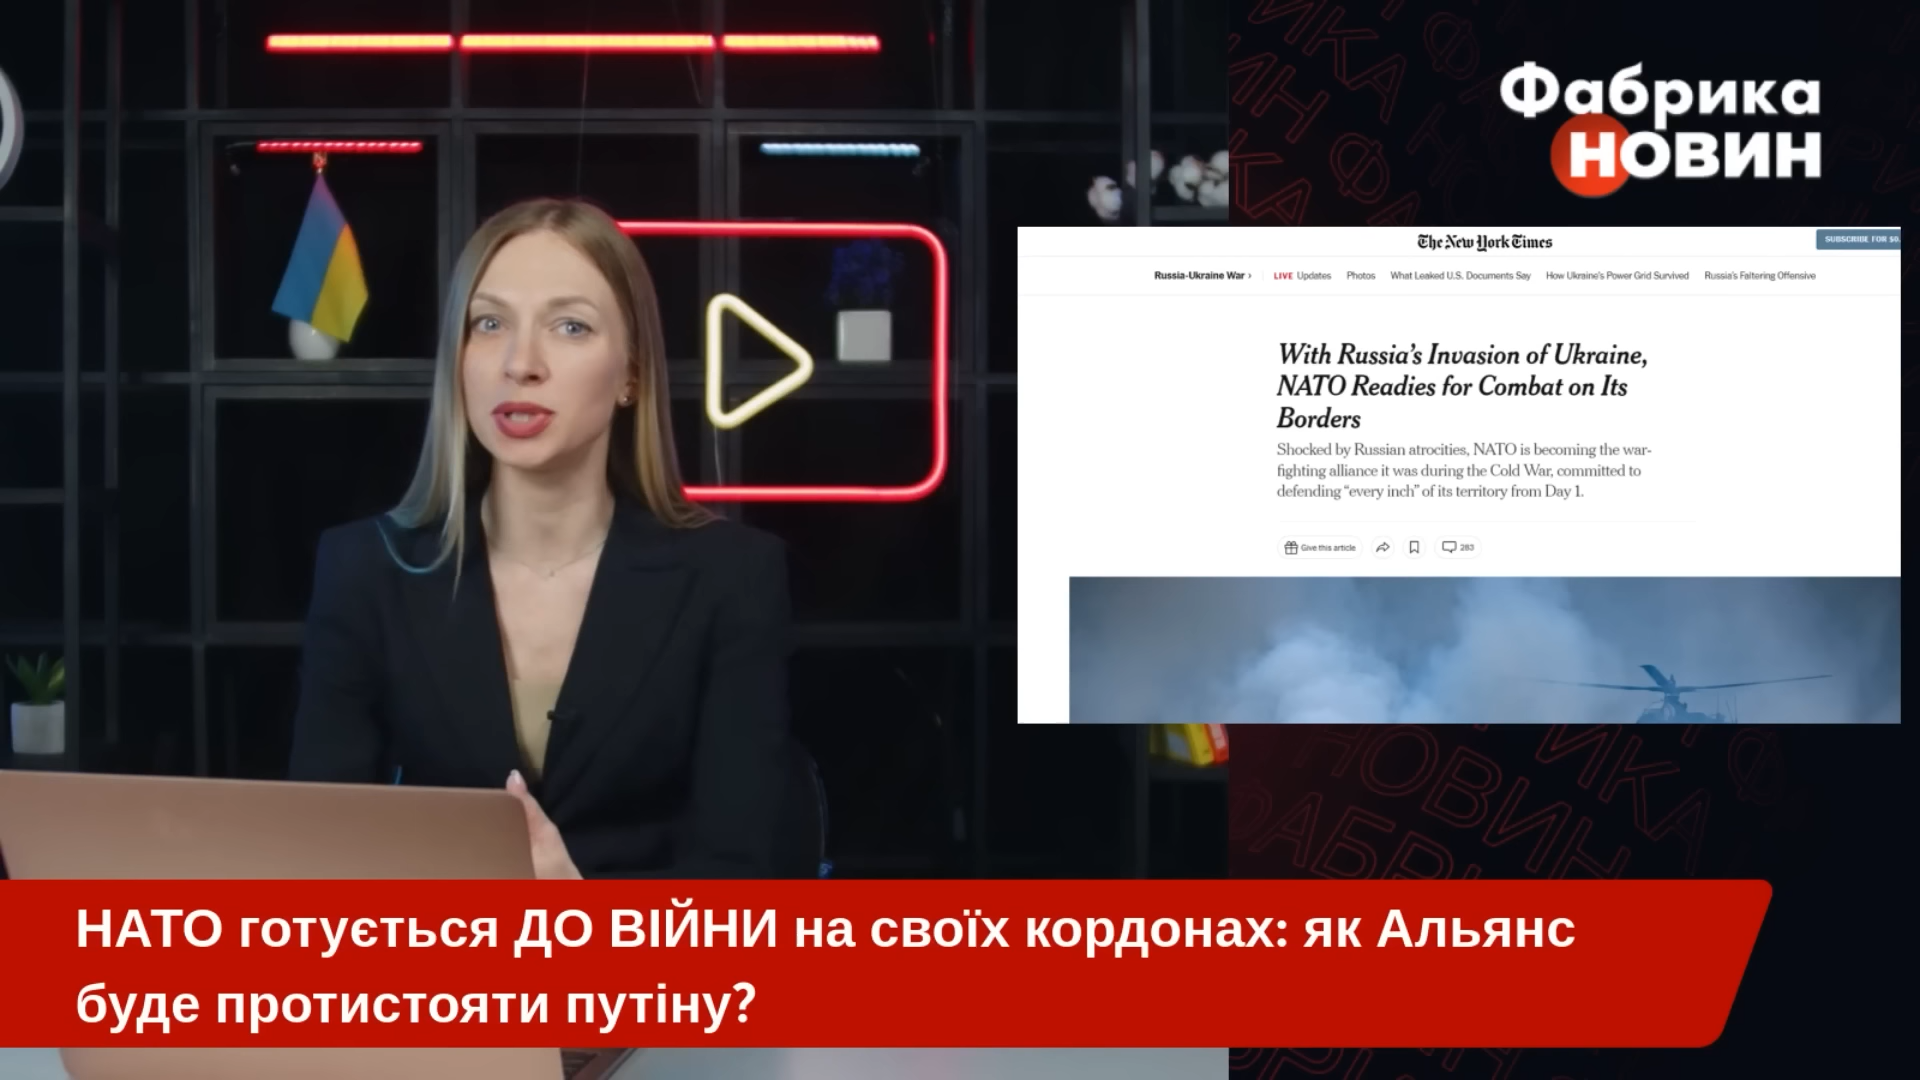 Фабрика
НОВИН
The New York Times
SUBSCRIBE FOR $0.
Russia-Ukraine War ›
LIVE Updates
Photos
What Leaked U.S. Documents Say
How Ukraine's Power Grid Survived
Russia's Faltering Offensive
With Russia's Invasion of Ukraine,
NATO Readies for Combat on Its
Borders
Shocked by Russian atrocities, NATO is becoming the war-
fighting alliance it was during the Cold War, committed to
defending "every inch" of its territory from Day 1.
Give this article
283
НАТО готується ДО ВІЙНИ на своїх кордонах: як Альянс
буде протистояти путіну?